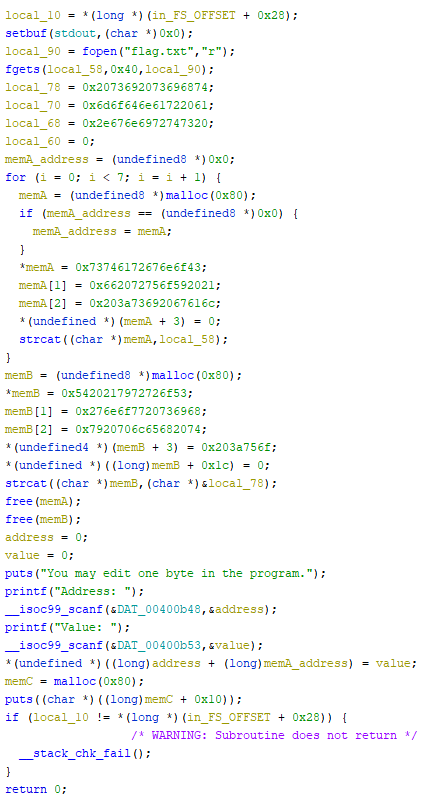 local_10 = *(long *)(in_FS_OFFSET + 0x28);
setbuf(stdout,(char *)0x0);
local_90 = fopen("flag.txt","r");
fgets(local_58,0x40,local_90);
local_78 = 0x2073692073696874;
local_70 = 0x6d6f646e61722061;
local_68 = 0x2e676e6972747320;
local_60 = 0;
memA_address = (undefined8 *)0x0;
for (i = 0; i < 7; i = i + 1) {
memA = (undefined8 *)malloc(0x80);
if (memA_address == (undefined8 *)0x0) {
memA_address = memA;
}
*memA = 0x73746172676e6f43;
memA[1] = 0x662072756f592021;
memA[2] = 0x203a73692067616c;
*(undefined *)(memA + 3) = 0;
strcat((char *)memA,local_58);
}
memB = (undefined8 *)malloc(0x80);
*memB = 0x5420217972726f53;
memB[1] = 0x276e6f7720736968;
memB[2] = 0x7920706c65682074;
*(undefined4 *)(memB + 3) = 0x203a756f;
*(undefined *)((long)memB + 0x1c) = 0;
strcat((char *)memB,(char *)&local_78);
free(memA);
free(memB);
address = 0;
value = 0;
puts("You may edit one byte in the program.");
printf("Address: ");
__isoc99_scanf(&DAT_00400b48,&address);
printf("Value: ");
__isoc99_scanf(&DAT_00400b53,&value);
*(undefined *)((long)address + (long)memA_address) = value;
memC = malloc(0x80);
puts((char *)((long)memC + 0x10));
if (local_10 != *(long *)(in_FS_OFFSET + 0x28)) {
/* WARNING: Subroutine does not return */
__stack_chk_fail();
}
return 0;